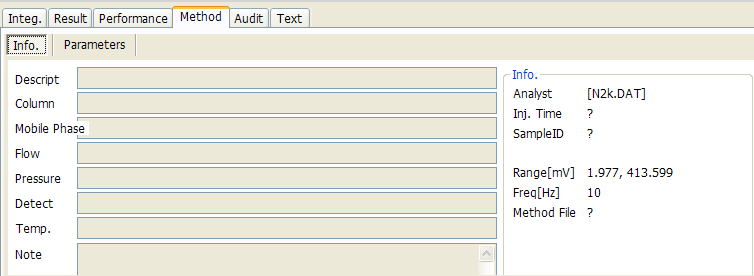 Integ. Result Performance Method Audit Text
Info. Parameters
Descript
Column
Mobile Phase
Flow
Pressure
Detect
Temp.
Note
Info.
Analyst [N2k.DAT]
Inj. Time ?
SampleID ?
Range[mV] 1.977, 413.599
Freq[Hz] 10
Method File ?